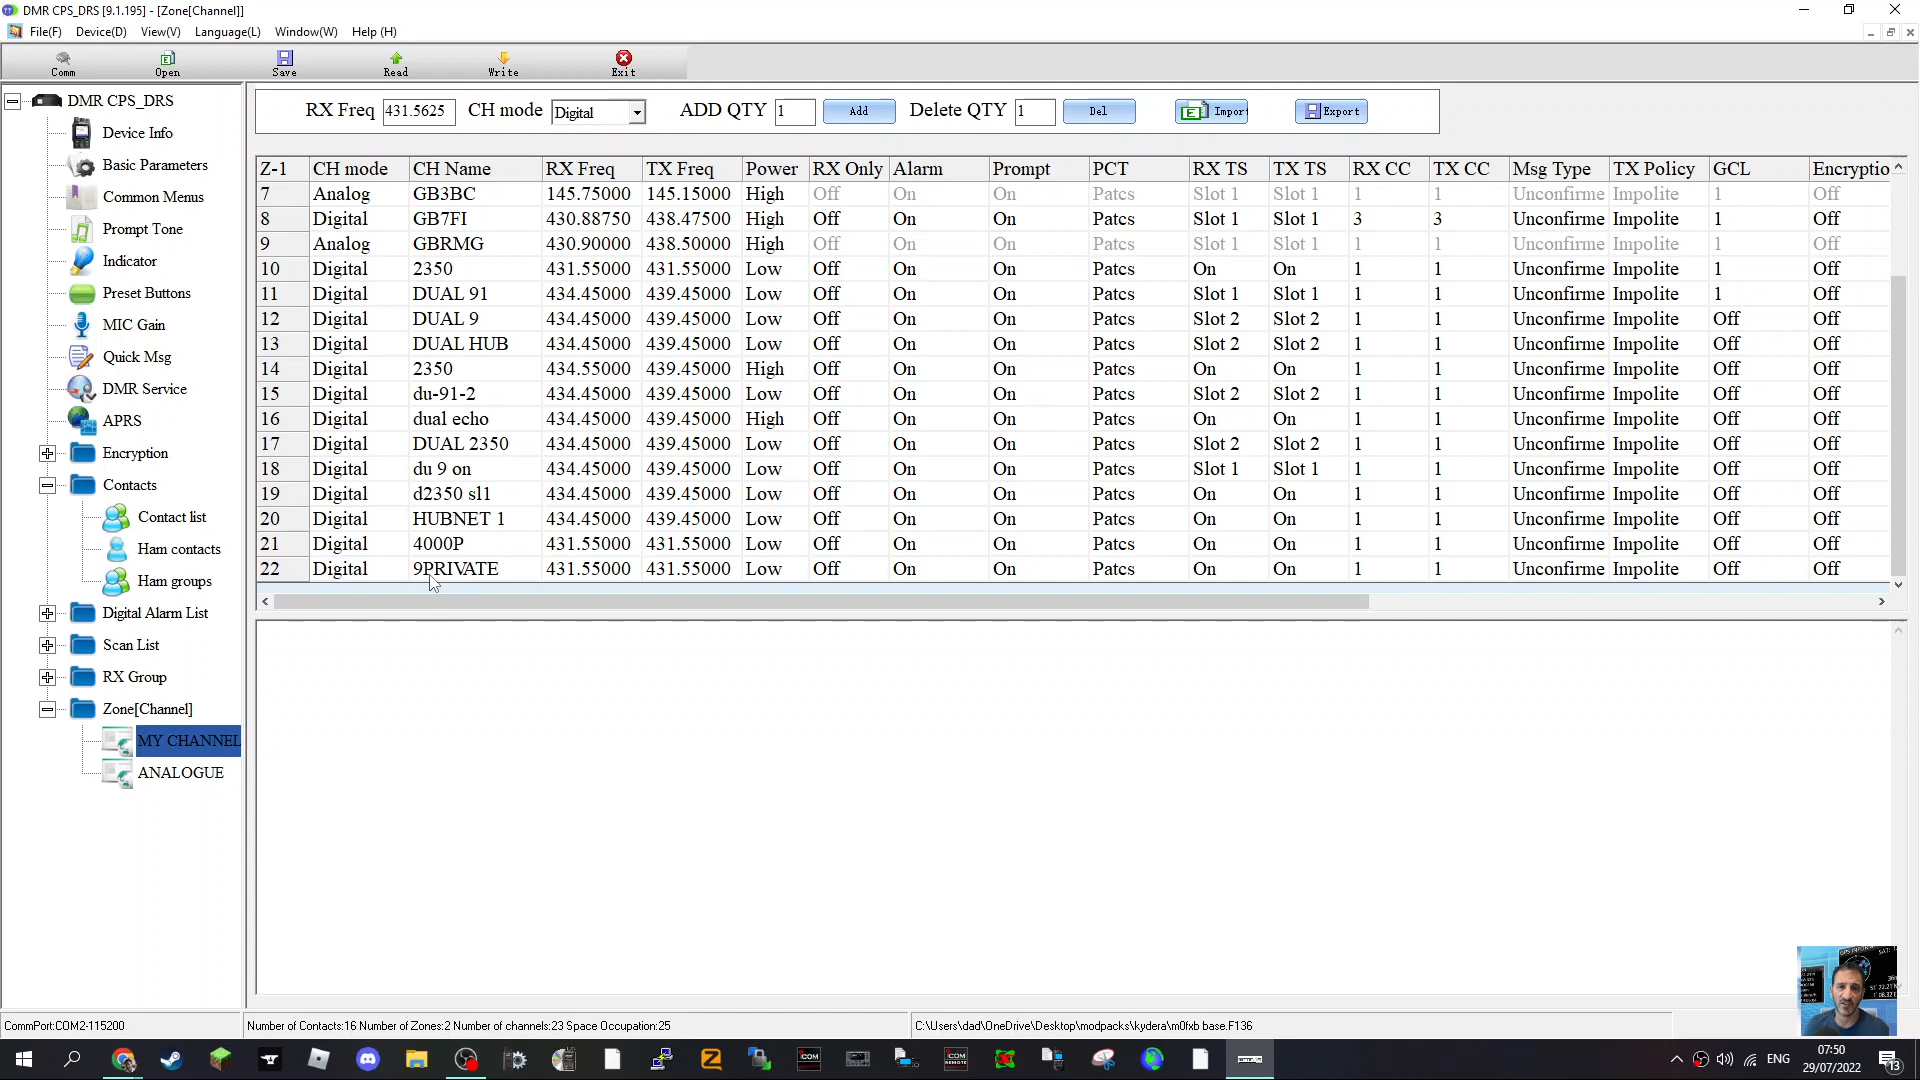 DMR CPS_DRS [9.1.195] - [Zone[Channel]]
File(F) Device(D) View(V) Language(L) Window(W) Help (H)
Comm Open Save Read Write Exit
DMR CPS_DRS
Device Info
Basic Parameters
Common Menus
Prompt Tone
Indicator
Preset Buttons
MIC Gain
Quick Msg
DMR Service
APRS
Encryption
Contacts
Contact list
Ham contacts
Ham groups
Digital Alarm List
Scan List
RX Group
Zone[Channel]
MY CHANNEL
ANALOGUE
RX Freq 431.5625 CH mode Digital ADD QTY 1 Add Delete QTY 1 Del Import Export
Z-1 CH mode CH Name RX Freq TX Freq Power RX Only Alarm Prompt PCT RX TS TX TS RX CC TX CC Msg Type TX Policy GCL Encryptio
7 Analog GB3BC 145.75000 145.15000 High Off On On Patcs Slot 1 Slot 1 1 1 Unconfirme Impolite 1 Off
8 Digital GB7FI 430.88750 438.47500 High Off On On Patcs Slot 1 Slot 1 3 3 Unconfirme Impolite 1 Off
9 Analog GBRMG 430.90000 438.50000 High Off On On Patcs Slot 1 Slot 1 1 1 Unconfirme Impolite 1 Off
10 Digital 2350 431.55000 431.55000 Low Off On On Patcs On On 1 1 Unconfirme Impolite 1 Off
11 Digital DUAL 91 434.45000 439.45000 Low Off On On Patcs Slot 1 Slot 1 1 1 Unconfirme Impolite 1 Off
12 Digital DUAL 9 434.45000 439.45000 Low Off On On Patcs Slot 2 Slot 2 1 1 Unconfirme Impolite Off Off
13 Digital DUAL HUB 434.45000 439.45000 Low Off On On Patcs Slot 2 Slot 2 1 1 Unconfirme Impolite Off Off
14 Digital 2350 434.55000 439.45000 High Off On On Patcs On On 1 1 Unconfirme Impolite Off Off
15 Digital du-91-2 434.45000 439.45000 Low Off On On Patcs Slot 2 Slot 2 1 1 Unconfirme Impolite Off Off
16 Digital dual echo 434.45000 439.45000 High Off On On Patcs On On 1 1 Unconfirme Impolite Off Off
17 Digital DUAL 2350 434.45000 439.45000 Low Off On On Patcs Slot 2 Slot 2 1 1 Unconfirme Impolite Off Off
18 Digital du 9 on 434.45000 439.45000 Low Off On On Patcs Slot 1 Slot 1 1 1 Unconfirme Impolite Off Off
19 Digital d2350 sl1 434.45000 439.45000 Low Off On On Patcs On On 1 1 Unconfirme Impolite Off Off
20 Digital HUBNET 1 434.45000 439.45000 Low Off On On Patcs On On 1 1 Unconfirme Impolite Off Off
21 Digital 4000P 431.55000 431.55000 Low Off On On Patcs On On 1 1 Unconfirme Impolite Off Off
22 Digital 9PRIVATE 431.55000 431.55000 Low Off On On Patcs On On 1 1 Unconfirme Impolite Off Off
CommPort:COM2-115200 Number of Contacts:16 Number of Zones:2 Number of channels:23 Space Occupation:25 C:\Users\dad\OneDrive\Desktop\modpacks\kydera\m0fxb base.F136
ENG 07:50
29/07/2022 13